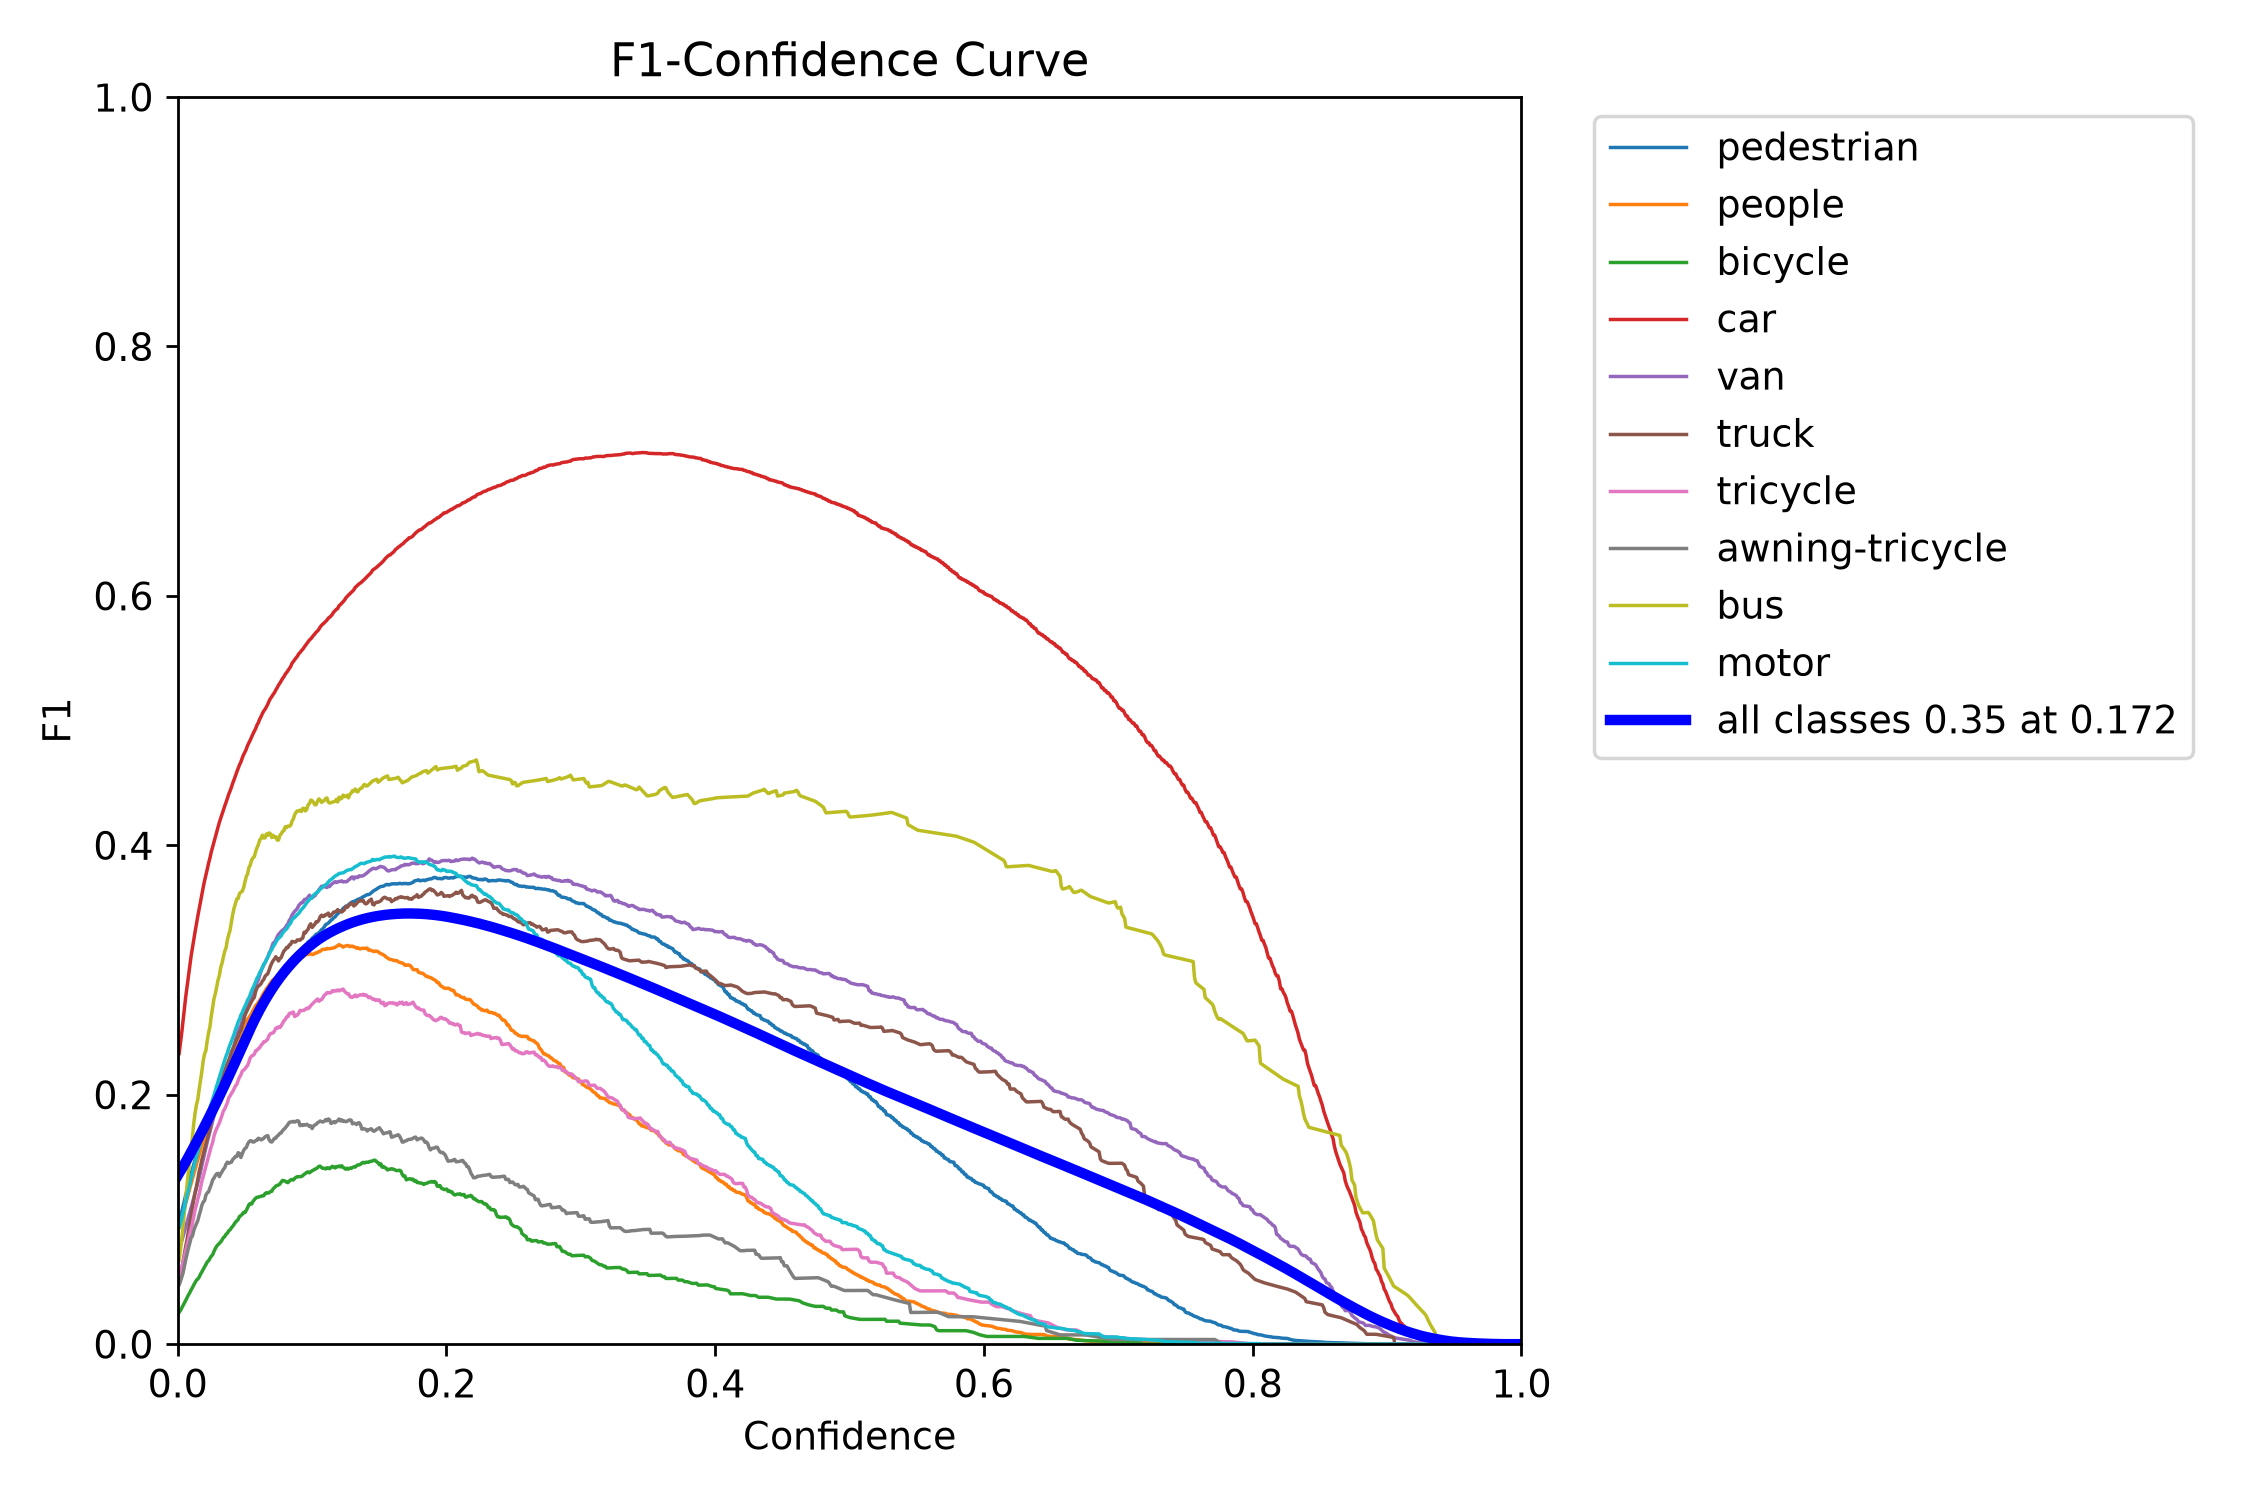 F1-Confidence Curve
1.0
0.8
0.6
0.4
0.2
0.0
F1
0.0 0.2 0.4 0.6 0.8 1.0
Confidence
pedestrian
people
bicycle
car
van
truck
tricycle
awning-tricycle
bus
motor
all classes 0.35 at 0.172